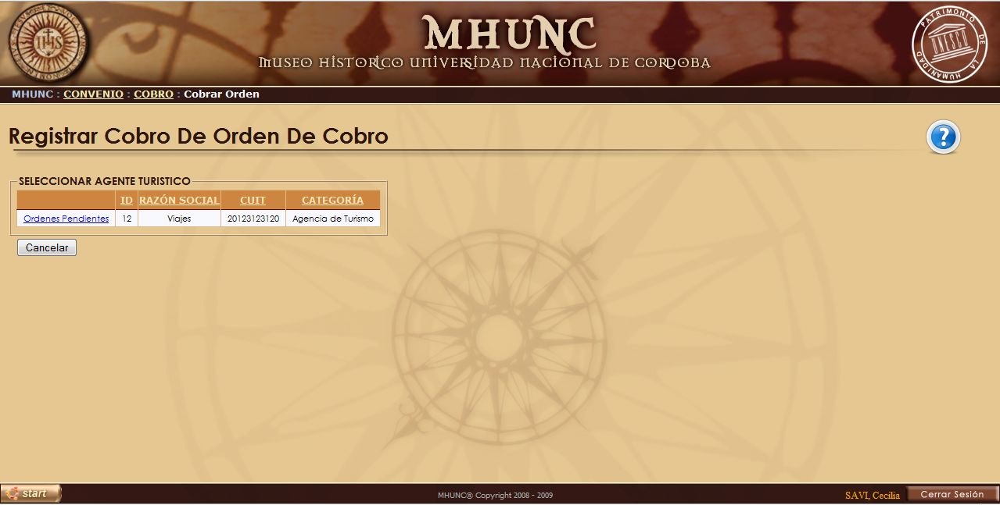 MHUNC
MUSEO HISTORICO UNIVERSIDAD NACIONAL DE CORDOBA
IHS
PATRIMONIO DE LA HUMANIDAD
UNESCO
MHUNC : CONVENIO : COBRO : Cobrar Orden
Registrar Cobro De Orden De Cobro
?
SELECCIONAR AGENTE TURISTICO
ID RAZÓN SOCIAL CUIT CATEGORÍA
Ordenes Pendientes 12 Viajes 20123123120 Agencia de Turismo
Cancelar
start
MHUNC® Copyright 2008 - 2009
SAVI, Cecilia
Cerrar Sesión